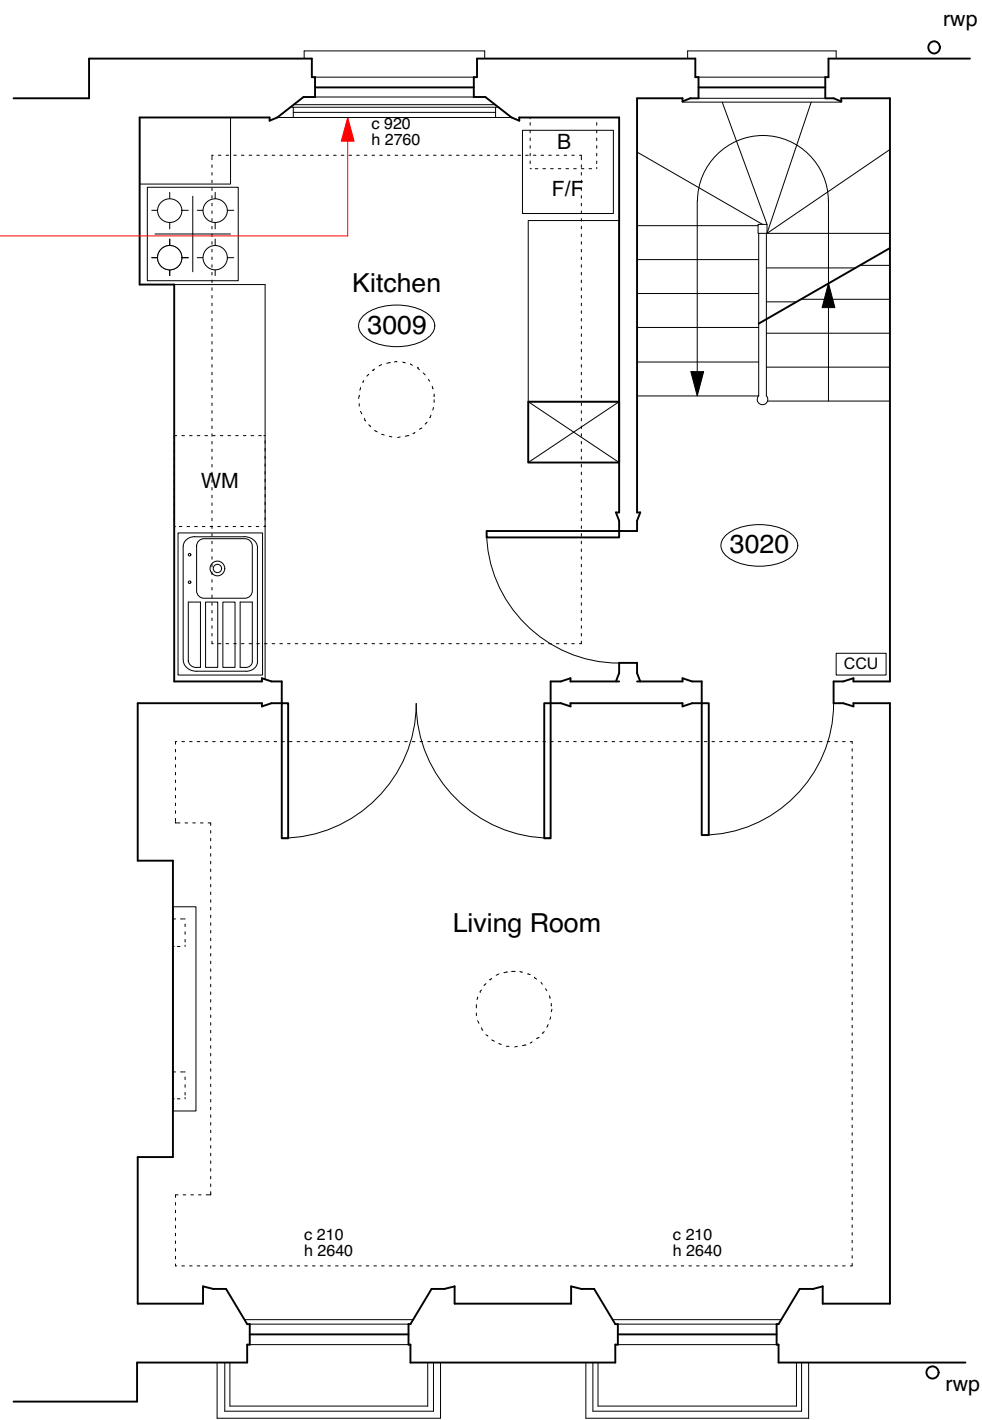 rwp
c 920
h 2760
B
F/F
Kitchen
3009
WM
3020
CCU
Living Room
c 210
h 2640
c 210
h 2640
rwp